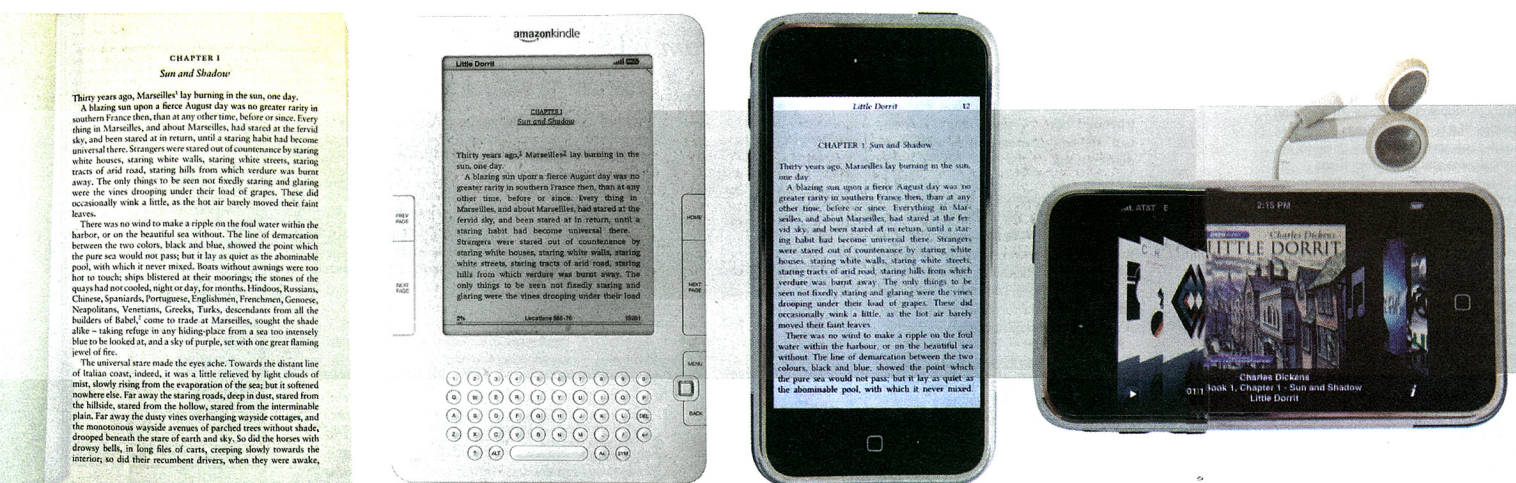 CHAPTER I
Sun and Shadow
Thirty years ago, Marseilles¹ lay burning in the sun, one day.
A blazing sun upon a fierce August day was no greater rarity in
southern France then, than at any other time, before or since. Every
thing in Marseilles, and about Marseilles, had stared at the fervid
sky, and been stared at in return, until a staring habit had become
universal there. Strangers were stared out of countenance by staring
white houses, staring white walls, staring white streets, staring
tracts of arid road, staring hills from which verdure was burnt
away. The only things to be seen not fixedly staring and glaring
were the vines drooping under their load of grapes. These did
occasionally wink a little, as the hot air barely moved their faint
leaves.
There was no wind to make a ripple on the foul water within the
harbor, or on the beautiful sea without. The line of demarcation
between the two colors, black and blue, showed the point which
the pure sea would not pass; but it lay as quiet as the abominable
pool, with which it never mixed. Boats without awnings were too
hot to touch; ships blistered at their moorings; the stones of the
quays had not cooled, night or day, for months. Hindoos, Russians,
Chinese, Spaniards, Portuguese, Englishmen, Frenchmen, Genoese,
Neapolitans, Venetians, Greeks, Turks, descendants from all the
builders of Babel,² come to trade at Marseilles, sought the shade
alike – taking refuge in any hiding-place from a sea too intensely
blue to be looked at, and a sky of purple, set with one great flaming
jewel of fire.
The universal stare made the eyes ache. Towards the distant line
of Italian coast, indeed, it was a little relieved by light clouds of
mist, slowly rising from the evaporation of the sea; but it softened
nowhere else. Far away the staring roads, deep in dust, stared from
the hillside, stared from the hollow, stared from the interminable
plain. Far away the dusty vines overhanging wayside cottages, and
the monotonous wayside avenues of parched trees without shade,
drooped beneath the stare of earth and sky. So did the horses with
drowsy bells, in long files of carts, creeping slowly towards the
interior; so did their recumbent drivers, when they were awake,
amazonkindle
Little Dorrit
CHAPTER I
Sun and Shadow
Thirty years ago,¹ Marseilles² lay burning in the
sun, one day.
A blazing sun upon a fierce August day was no
greater rarity in southern France then, than at any
other time, before or since. Every thing in
Marseilles, and about Marseilles, had stared at the
fervid sky, and been stared at in return, until a
staring habit had become universal there.
Strangers were stared out of countenance by
staring white houses, staring white walls, staring
white streets, staring tracts of arid road, staring
hills from which verdure was burnt away. The
only things to be seen not fixedly staring and
glaring were the vines drooping under their load
2% Locations 68
PREV PAGE
NEXT PAGE
HOME
NEXT PAGE
MENU
BACK
1 2 3 4 5 6 7 8 9 0
Q W E R T Y U I O P
A S D F G H J K L DEL
Z X C V B N M
ALT SYM
Little Dorrit 12
CHAPTER 1 Sun and Shadow
Thirty years ago, Marseilles lay burning in the sun,
one day.
A blazing sun upon a fierce August day was no
greater rarity in southern France then, than at any
other time, before or since. Everything in Mar-
seilles, and about Marseilles, had stared at the fer-
vid sky, and been stared at in return, until a star-
ing habit had become universal there. Strangers
were stared out of countenance by staring white
houses, staring white walls, staring white streets,
staring tracts of arid road, staring hills from which
verdure was burnt away. The only things to be
seen not fixedly staring and glaring were the vines
drooping under their load of grapes. These did
occasionally wink a little, as the hot air barely
moved their faint leaves.
There was no wind to make a ripple on the foul
water within the harbour, or on the beautiful sea
without. The line of demarcation between the two
colours, black and blue, showed the point which
the pure sea would not pass; but it lay as quiet as
the abominable pool, with which it never mixed.
AT&T E 2:15 PM
Charles Dickens
LITTLE DORRIT
Charles Dickens
Book 1, Chapter 1 - Sun and Shadow
Little Dorrit